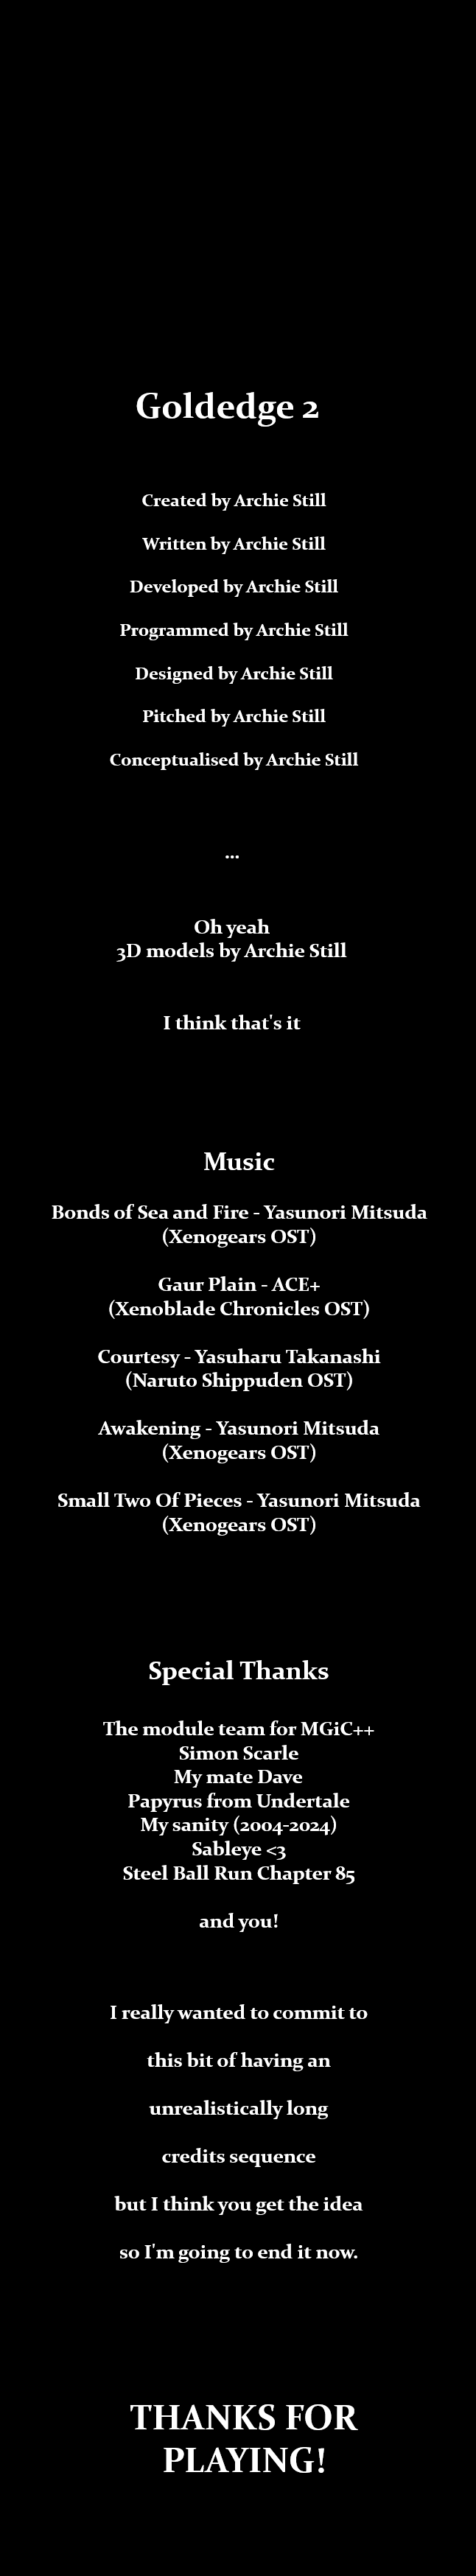 Goldedge 2
Created by Archie Still
Written by Archie Still
Developed by Archie Still
Programmed by Archie Still
Designed by Archie Still
Pitched by Archie Still
Conceptualised by Archie Still
...
Oh yeah
3D models by Archie Still
I think that's it
Music
Bonds of Sea and Fire - Yasunori Mitsuda
(Xenogears OST)
Gaur Plain - ACE+
(Xenoblade Chronicles OST)
Courtesy - Yasuharu Takanashi
(Naruto Shippuden OST)
Awakening - Yasunori Mitsuda
(Xenogears OST)
Small Two Of Pieces - Yasunori Mitsuda
(Xenogears OST)
Special Thanks
The module team for MGiC++
Simon Scarle
My mate Dave
Papyrus from Undertale
My sanity (2004-2024)
Sableye <3
Steel Ball Run Chapter 85
and you!
I really wanted to commit to
this bit of having an
unrealistically long
credits sequence
but I think you get the idea
so I'm going to end it now.
THANKS FOR
PLAYING!